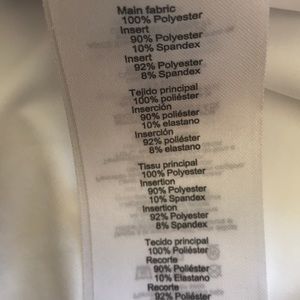 Main fabric
100% Polyester
Insert
90% Polyester
10% Spandex
Insert
92% Polyester
8% Spandex
Tejido principal
100% poliéster
Inserción
90% poliéster
10% elastano
Inserción
92% poliéster
8% elastano
Tissu principal
100% Polyester
Insertion
90% Polyester
10% Spandex
Insertion
92% Polyester
8% Spandex
Tecido principal
100% Poliéster
Recorte
90% Poliéster
10% Elastano
Recorte
92% Poliéster